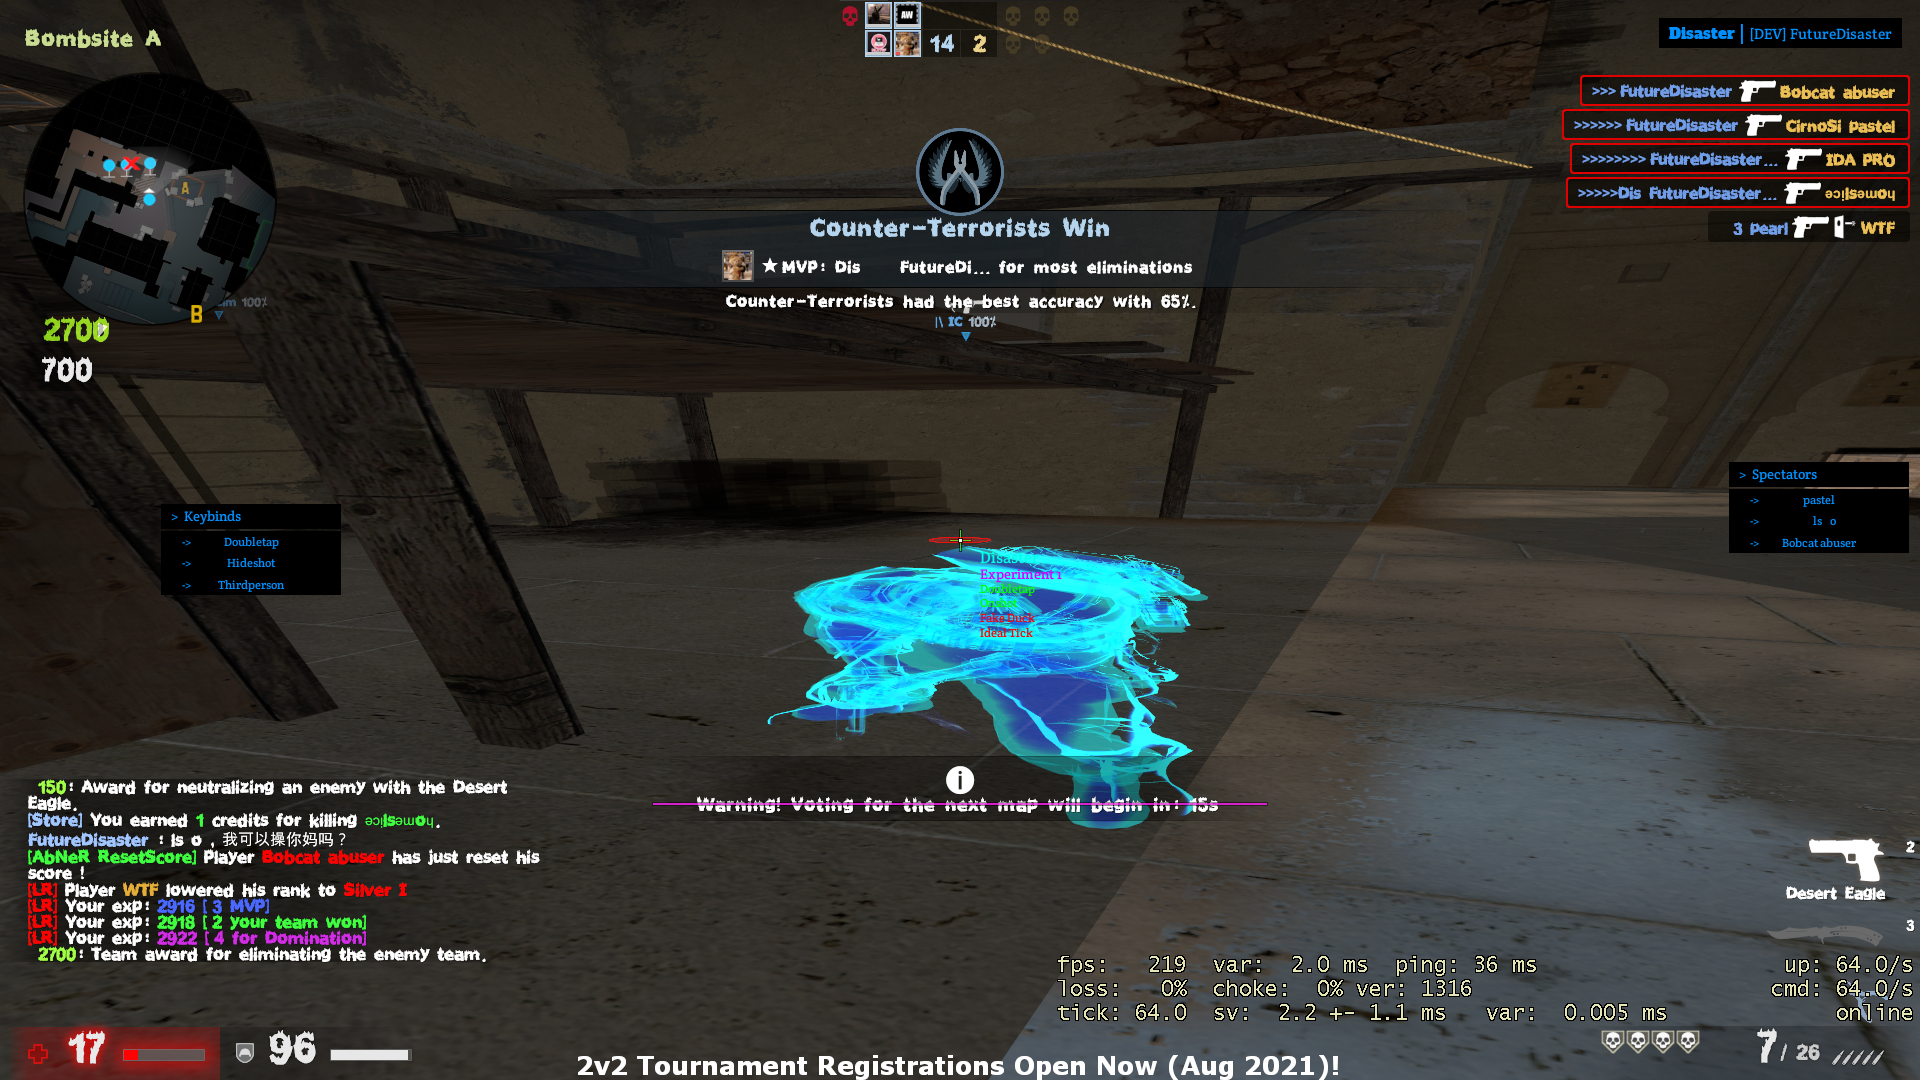 Bombsite A
AW
14 2
Disaster | [DEV] FutureDisaster
>>> FutureDisaster Bobcat abuser
>>>>>> FutureDisaster CirnoSi pastel
>>>>>>>> FutureDisaster... IDA PRO
>>>>>Dis FutureDisaster...
3 Pearl WTF
A
B
100%
2700
700
Counter-Terrorists Win
★ MVP: Dis FutureDi... for most eliminations
Counter-Terrorists had the best accuracy with 65%.
|\ IC 100%
> Keybinds
-> Doubletap
-> Hideshot
-> Thirdperson
> Spectators
-> pastel
-> ls o
-> Bobcat abuser
Experiment 1
Doubletap
Fake Duck
Ideal Tick
Warning! Voting for the next map will begin in: 15s
150: Award for neutralizing an enemy with the Desert
Eagle.
[Store] You earned 1 credits for killing
FutureDisaster : ls o , 我可以操你妈吗？
[AbNeR ResetScore] Player Bobcat abuser has just reset his
score !
[LR] Player WTF lowered his rank to Silver I
[LR] Your exp: 2916 [ 3 MVP]
[LR] Your exp: 2918 [ 2 your team won]
[LR] Your exp: 2922 [ 4 for Domination]
2700: Team award for eliminating the enemy team.
2
Desert Eagle
3
fps: 219 var: 2.0 ms ping: 36 ms up: 64.0/s
loss: 0% choke: 0% ver: 1316 cmd: 64.0/s
tick: 64.0 sv: 2.2 +- 1.1 ms var: 0.005 ms online
17 96
7 / 26
2v2 Tournament Registrations Open Now (Aug 2021)!